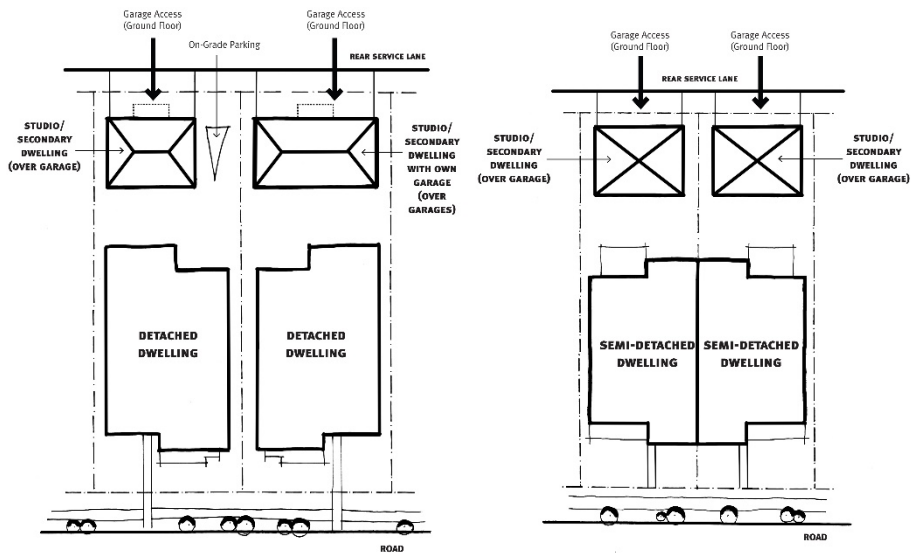 Garage Access
(Ground Floor)
Garage Access
(Ground Floor)
On-Grade Parking
REAR SERVICE LANE
STUDIO/
SECONDARY
DWELLING
(OVER GARAGE)
STUDIO/
SECONDARY
DWELLING
WITH OWN
GARAGE
(OVER
GARAGES)
DETACHED
DWELLING
DETACHED
DWELLING
ROAD
Garage Access
(Ground Floor)
Garage Access
(Ground Floor)
REAR SERVICE LANE
STUDIO/
SECONDARY
DWELLING
(OVER GARAGE)
STUDIO/
SECONDARY
DWELLING
(OVER GARAGE)
SEMI-DETACHED
DWELLING
SEMI-DETACHED
DWELLING
ROAD